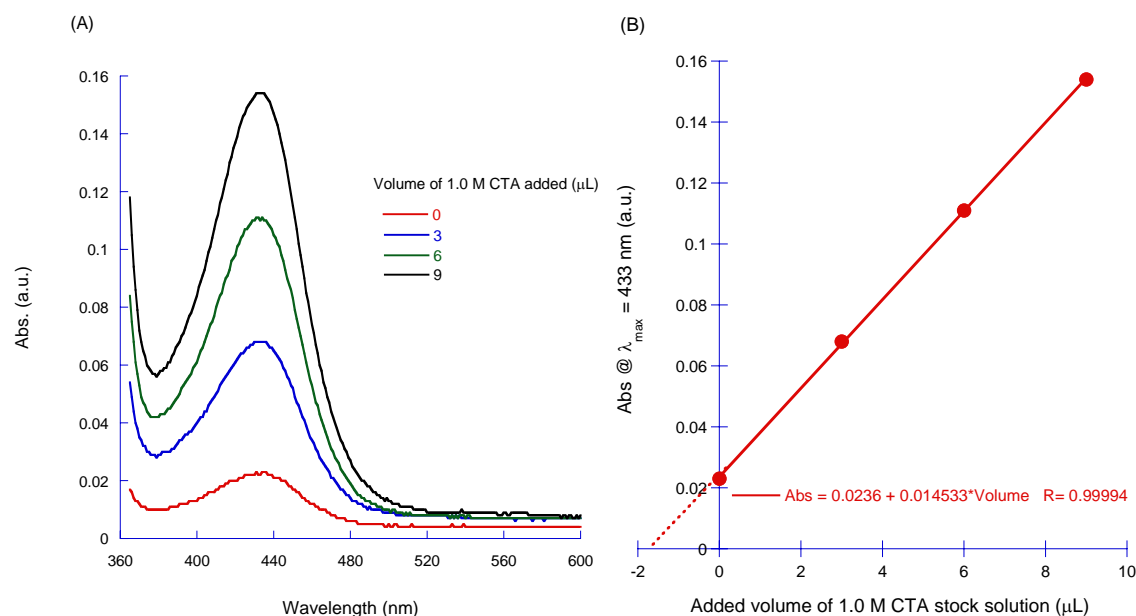 (A)
0.16
0.14
0.12
0.1
0.08
0.06
0.04
0.02
0
Abs. (a.u.)
360 400 440 480 520 560 600
Wavelength (nm)
Volume of 1.0 M CTA added (μL)
0
3
6
9
(B)
0.16
0.14
0.12
0.1
0.08
0.06
0.04
0.02
0
Abs @ λmax = 433 nm (a.u.)
Abs = 0.0236 + 0.014533*Volume R= 0.99994
-2 0 2 4 6 8 10
Added volume of 1.0 M CTA stock solution (μL)